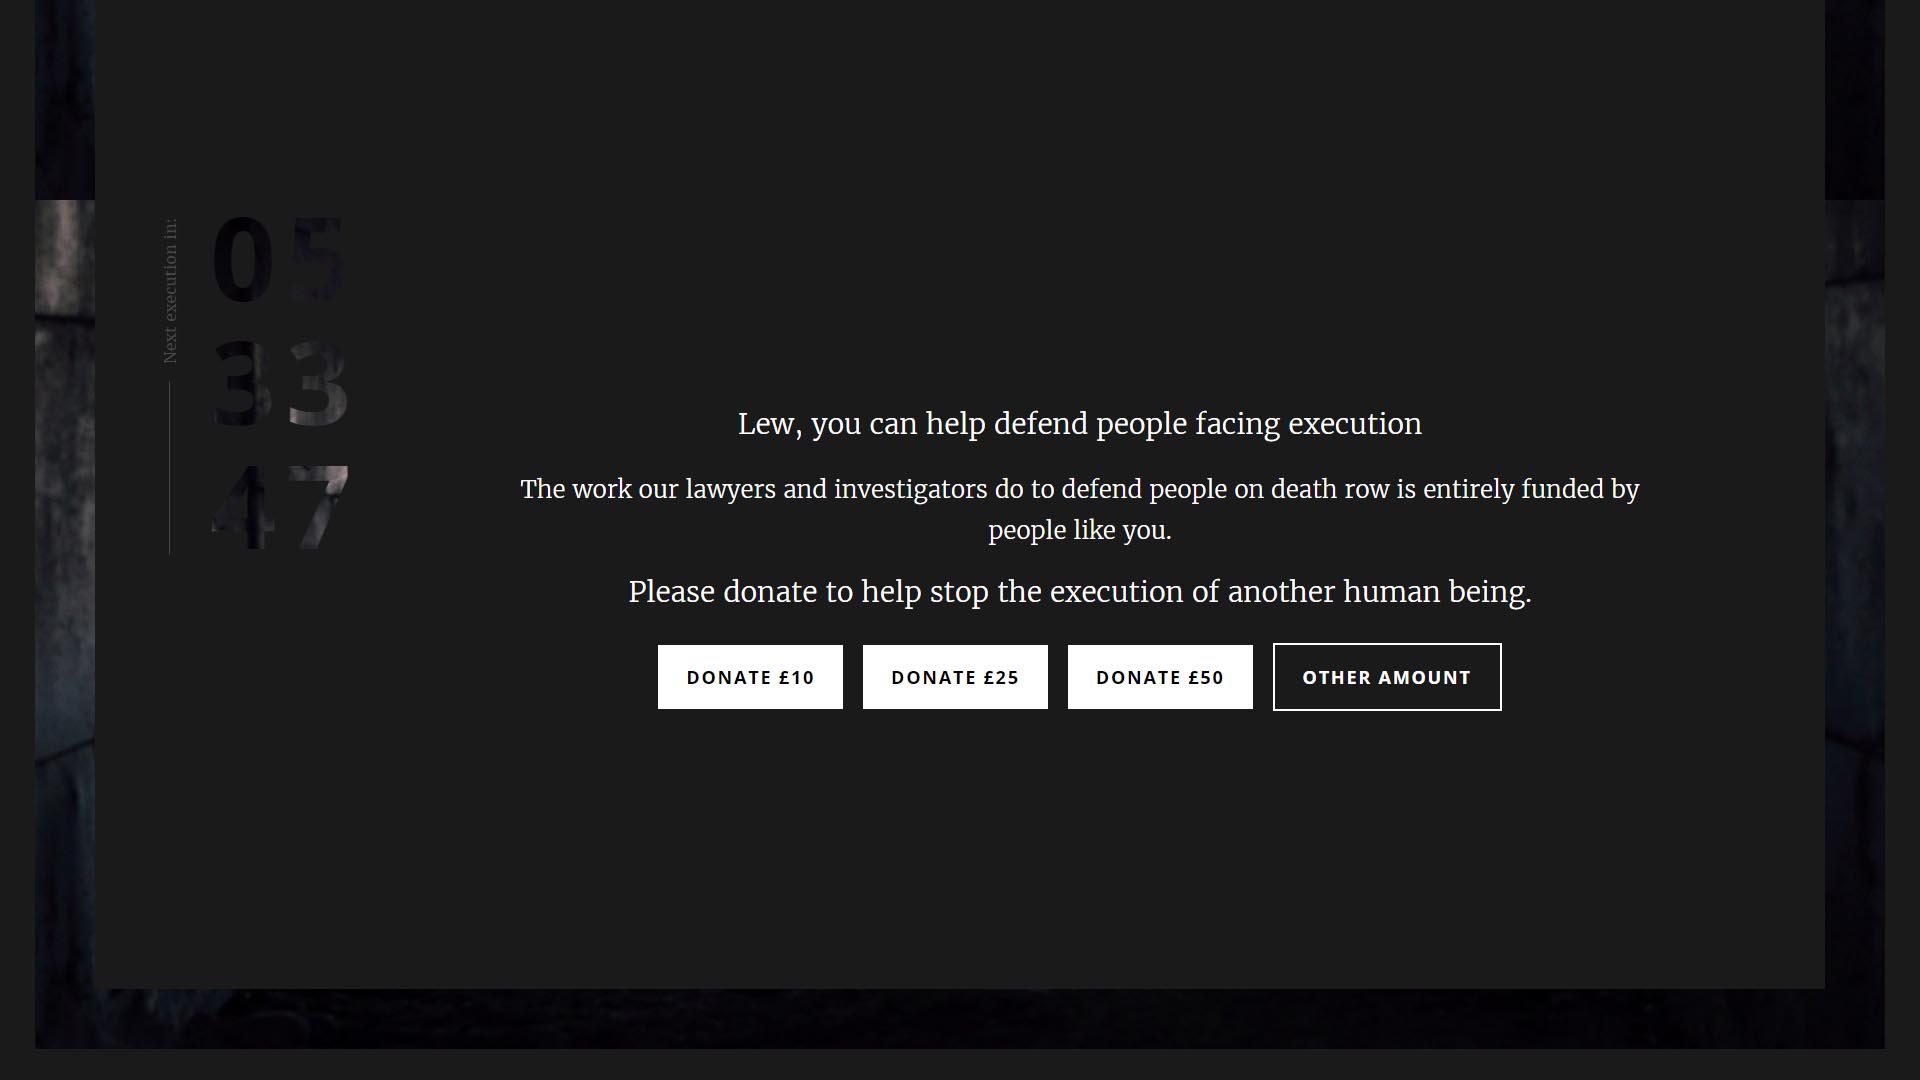 Next execution in:
05
33
47
Lew, you can help defend people facing execution
The work our lawyers and investigators do to defend people on death row is entirely funded by
people like you.
Please donate to help stop the execution of another human being.
DONATE £10
DONATE £25
DONATE £50
OTHER AMOUNT